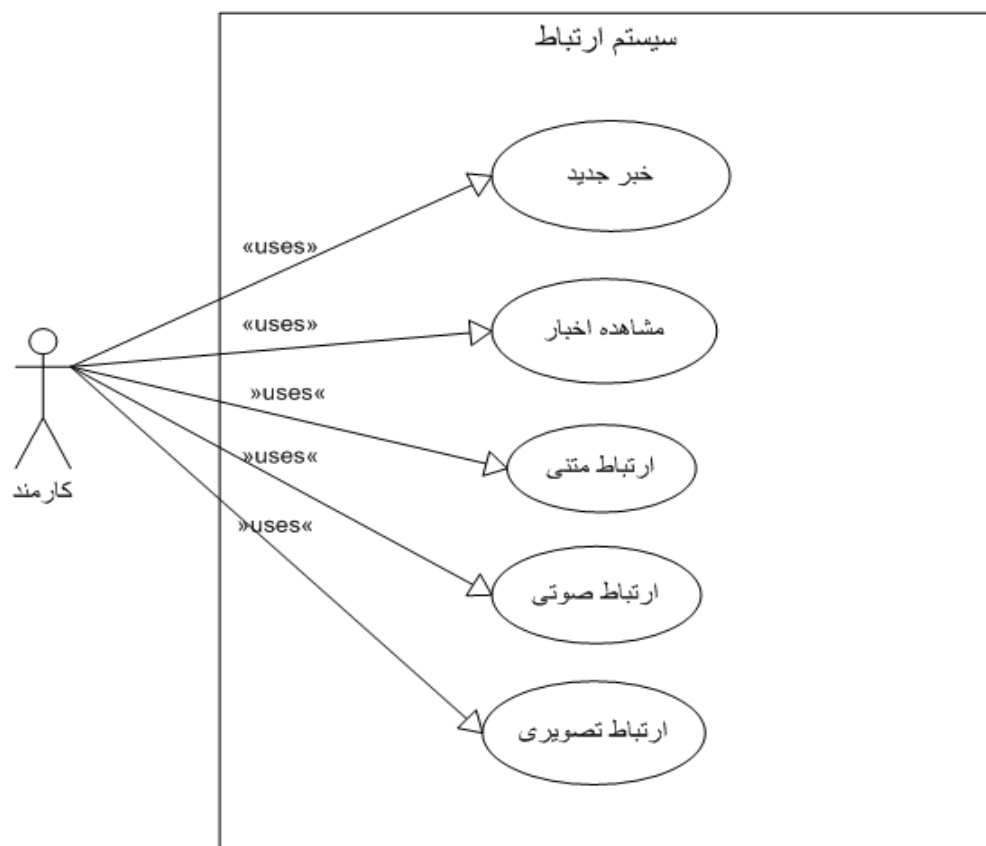 سیستم ارتباط
خبر جدید
«uses»
مشاهده اخبار
«uses»
»uses«
ارتباط متنی
»uses«
کارمند
»uses«
ارتباط صوتی
ارتباط تصویری